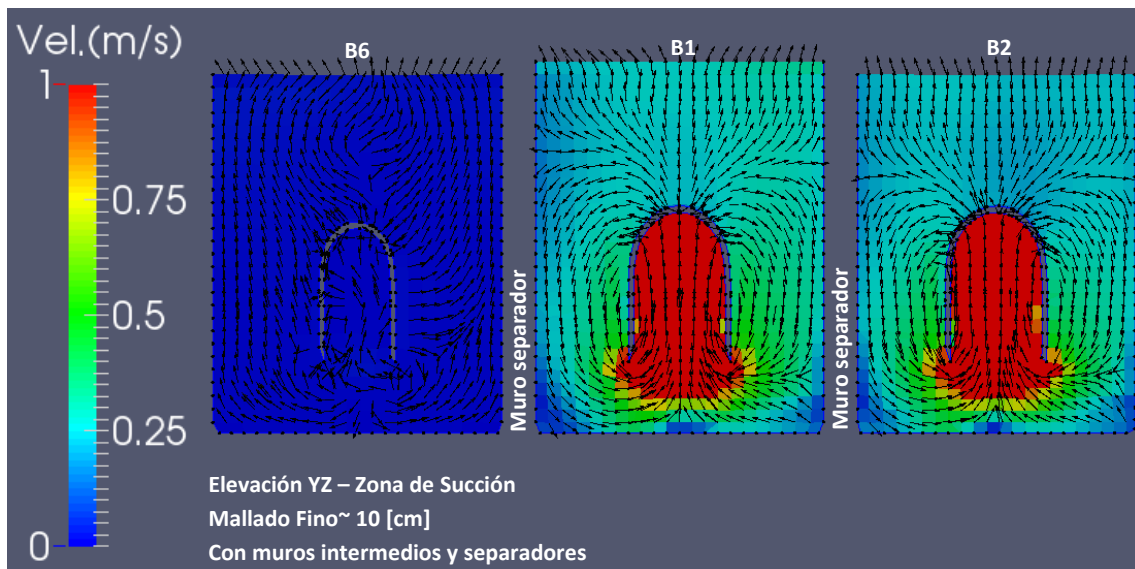 Vel.(m/s)
B6
B1
B2
1
0.75
0.5
0.25
0
Muro separador
Muro separador
Elevación YZ – Zona de Succión
Mallado Fino~ 10 [cm]
Con muros intermedios y separadores